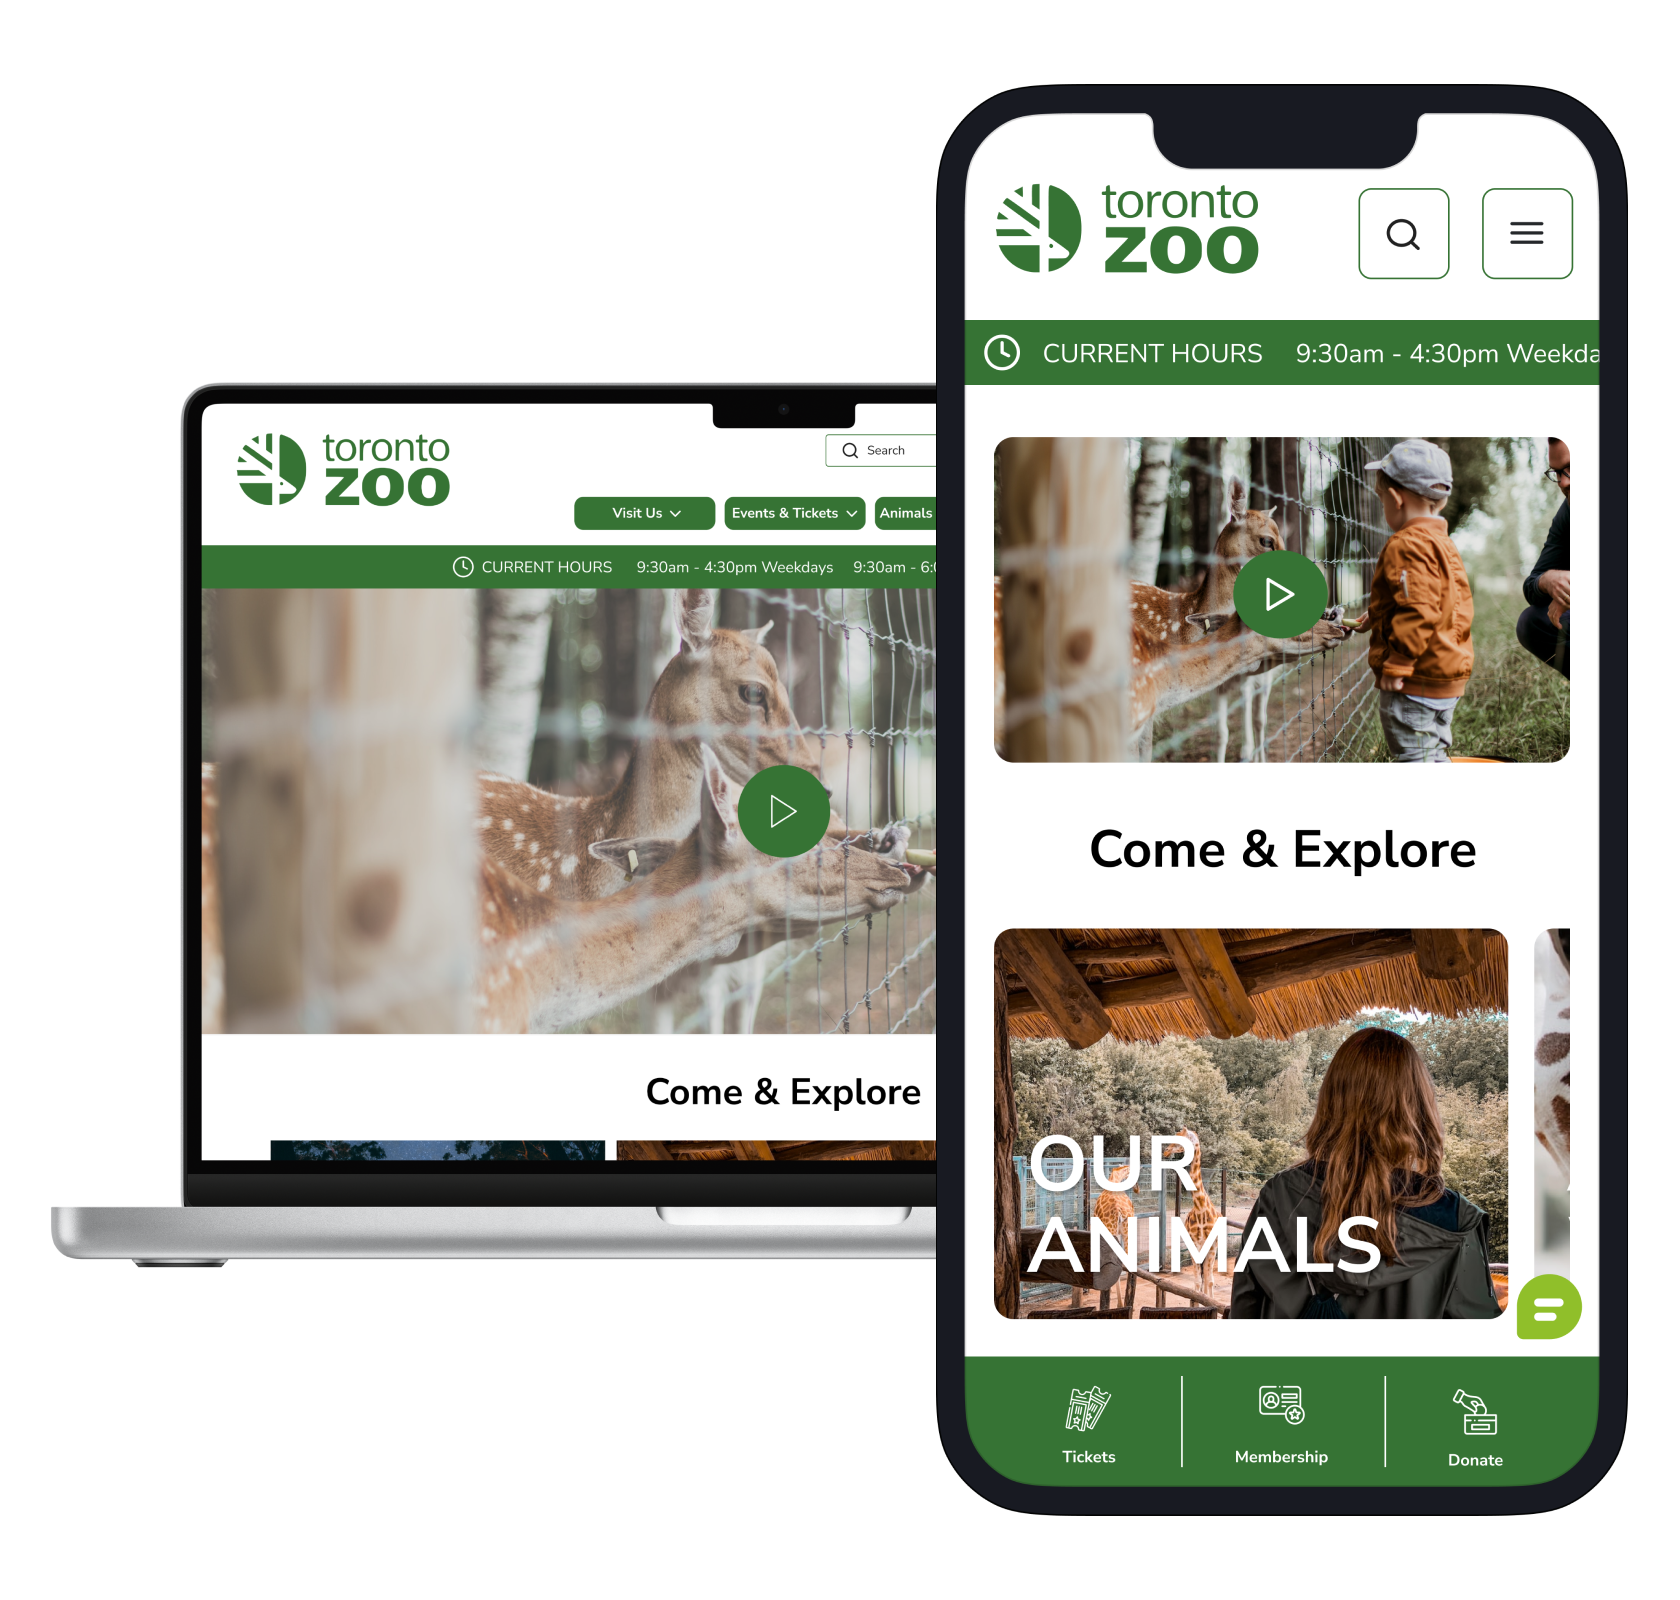 toronto
zoo
Search
Visit Us
Events & Tickets
Animals
CURRENT HOURS 9:30am - 4:30pm Weekdays 9:30am - 6:0
Come & Explore
toronto
zoo
CURRENT HOURS 9:30am - 4:30pm Weekda
Come & Explore
OUR
ANIMALS
Tickets
Membership
Donate